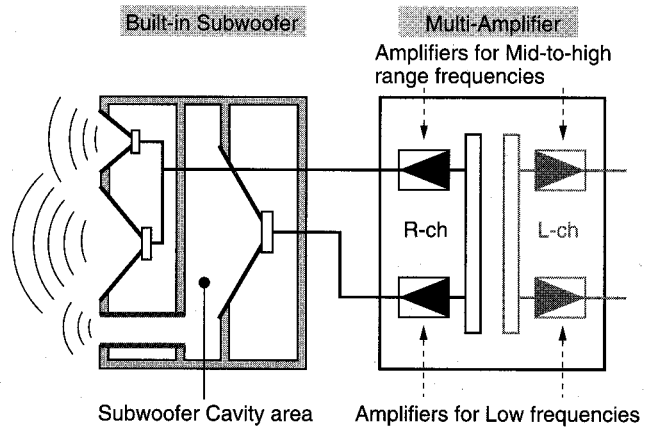 Built-in Subwoofer
Multi-Amplifier
Amplifiers for Mid-to-high
range frequencies
R-ch
L-ch
Subwoofer Cavity area
Amplifiers for Low frequencies